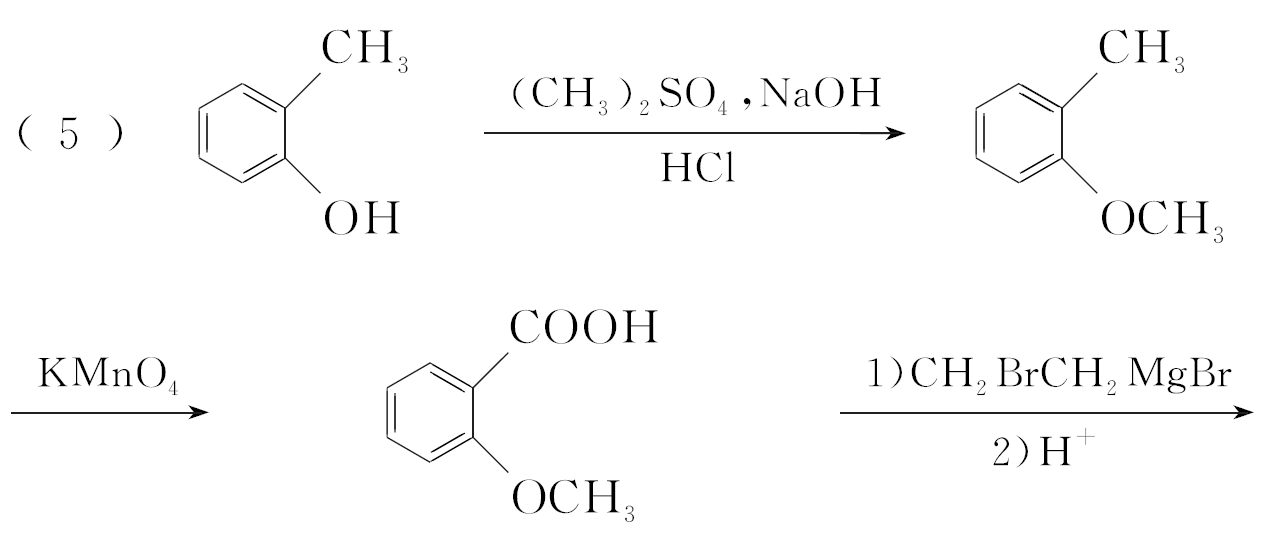 (5) CH₃ OH (CH₃)₂SO₄,NaOH HCl CH₃ OCH₃
KMnO₄ COOH OCH₃ 1)CH₂BrCH₂MgBr 2)H⁺